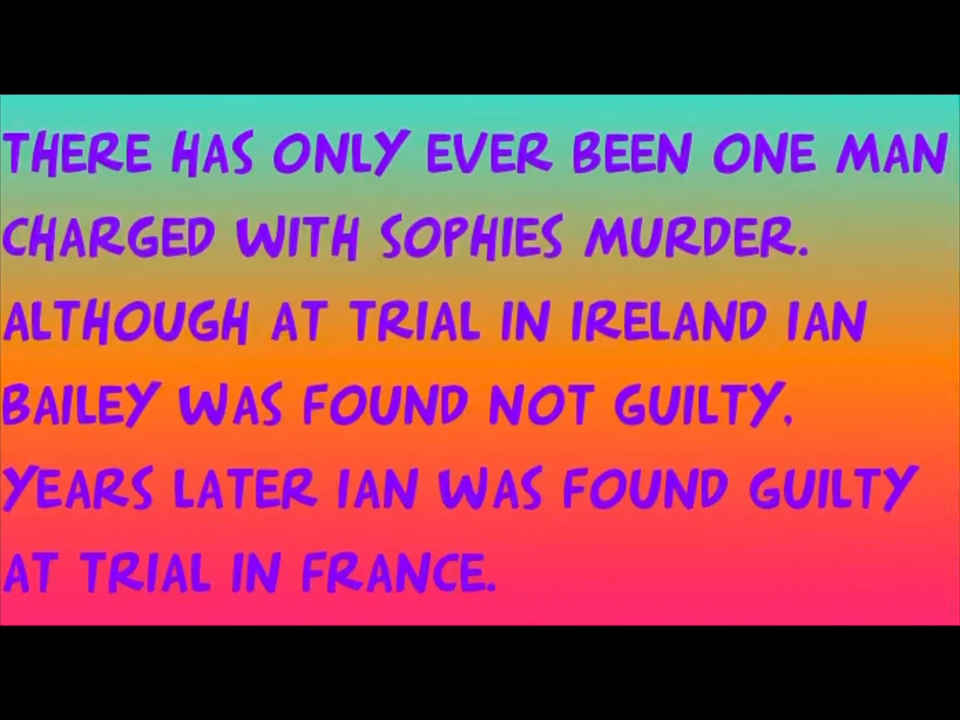 THERE HAS ONLY EVER BEEN ONE MAN
CHARGED WITH SOPHIES MURDER.
ALTHOUGH AT TRIAL IN IRELAND IAN
BAILEY WAS FOUND NOT GUILTY,
YEARS LATER IAN WAS FOUND GUILTY
AT TRIAL IN FRANCE.